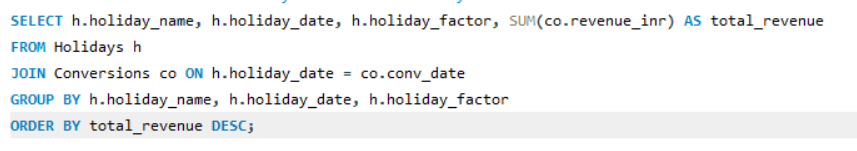 SELECT h.holiday_name, h.holiday_date, h.holiday_factor, SUM(co.revenue_inr) AS total_revenue
FROM Holidays h
JOIN Conversions co ON h.holiday_date = co.conv_date
GROUP BY h.holiday_name, h.holiday_date, h.holiday_factor
ORDER BY total_revenue DESC;